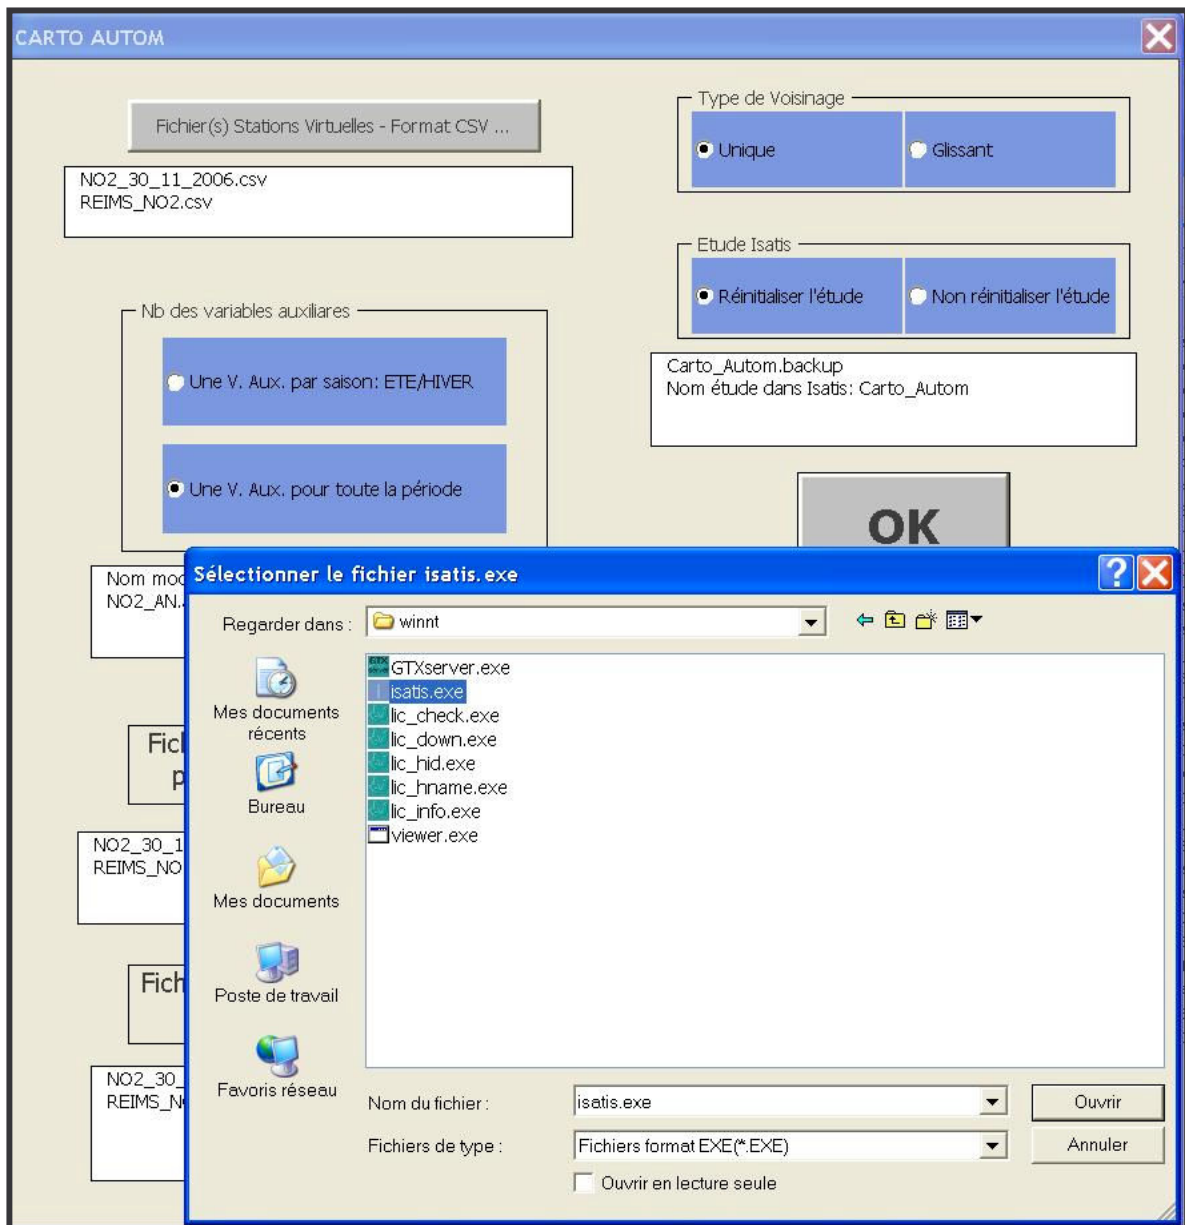 CARTO AUTOM
Fichier(s) Stations Virtuelles - Format CSV ...
NO2_30_11_2006.csv
REIMS_NO2.csv
Type de Voisinage
Unique
Glissant
Etude Isatis
Réinitialiser l'étude
Non réinitialiser l'étude
Carto_Autom.backup
Nom étude dans Isatis: Carto_Autom
Nb des variables auxiliares
Une V. Aux. par saison: ETE/HIVER
Une V. Aux. pour toute la période
OK
Nom mod
NO2_AN.
Fich
p
NO2_30_1
REIMS_NO
Fich
NO2_30_
REIMS_N
Sélectionner le fichier isatis.exe
Regarder dans :
winnt
Mes documents
récents
Bureau
Mes documents
Poste de travail
Favoris réseau
GTXserver.exe
isatis.exe
lic_check.exe
lic_down.exe
lic_hid.exe
lic_hname.exe
lic_info.exe
viewer.exe
Nom du fichier :
isatis.exe
Ouvrir
Fichiers de type :
Fichiers format EXE(*.EXE)
Annuler
Ouvrir en lecture seule